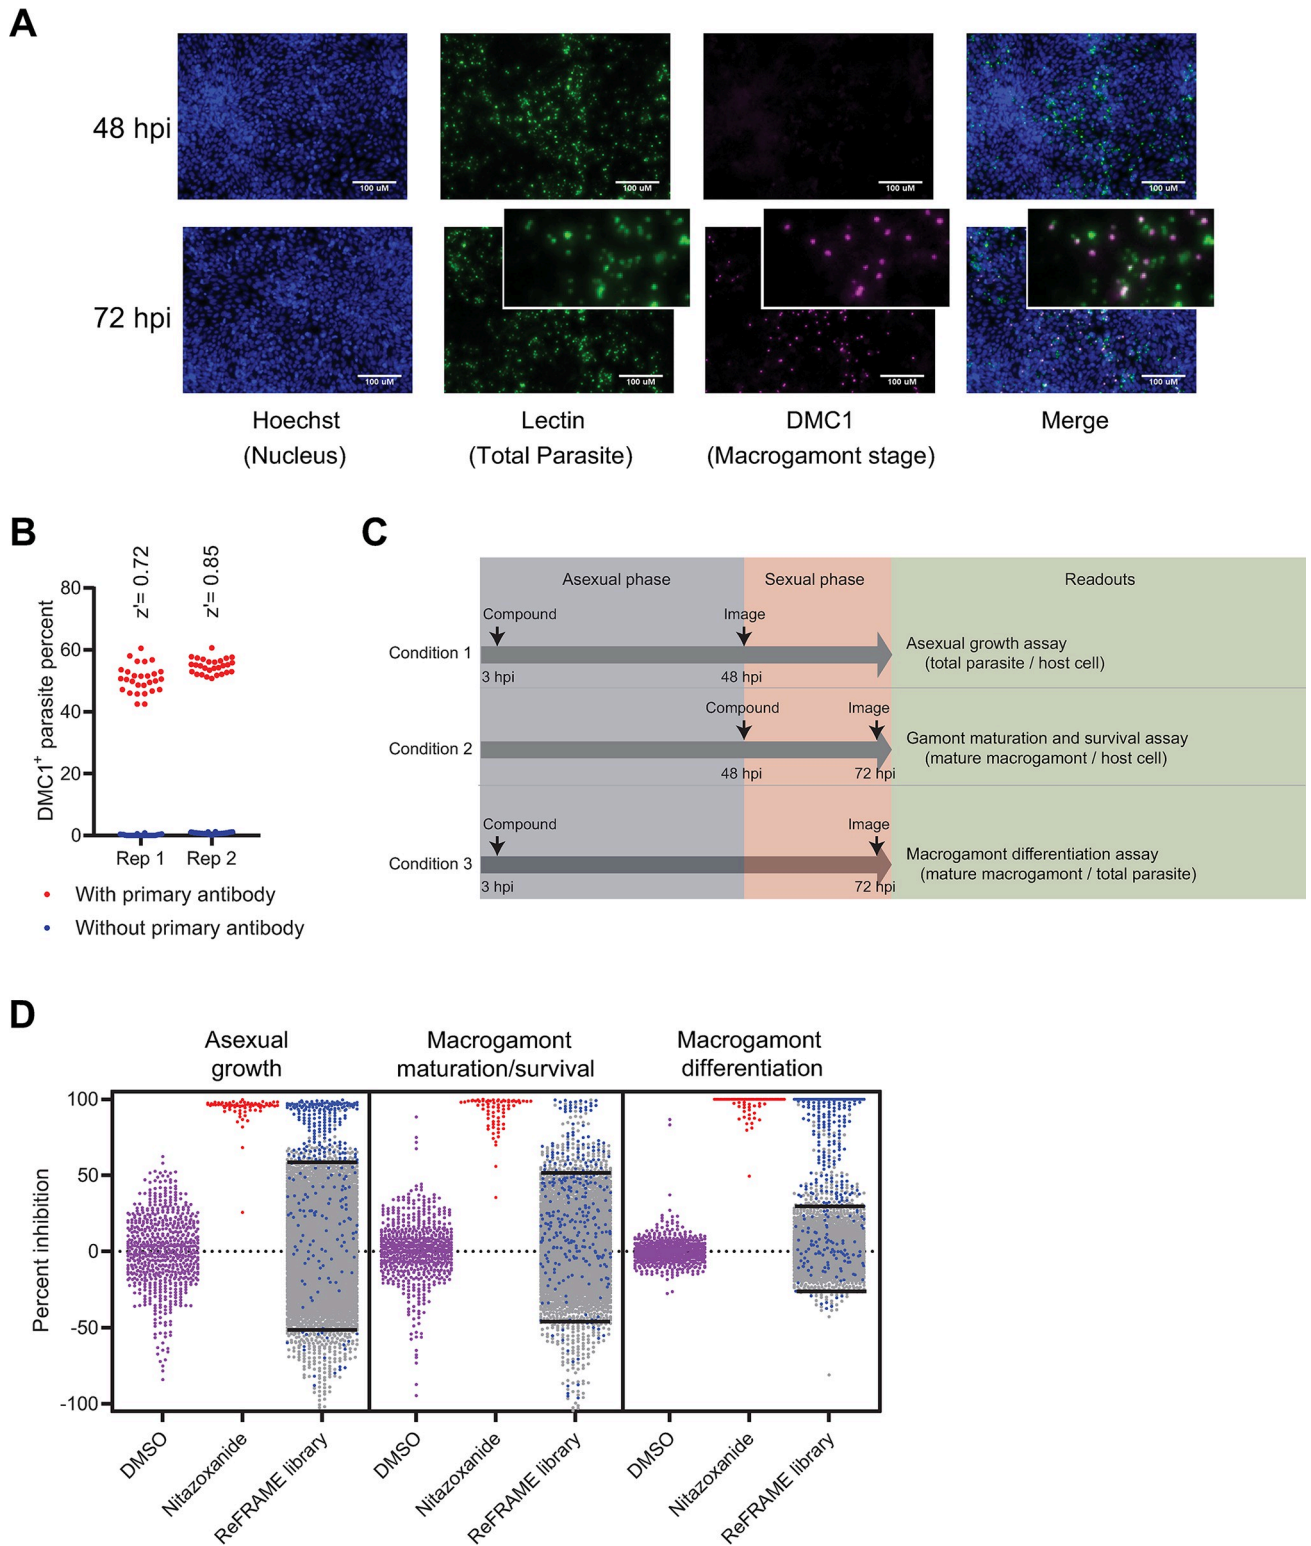 A
48 hpi
100 uM
100 uM
100 uM
100 uM
72 hpi
100 uM
100 uM
100 uM
100 uM
Hoechst
(Nucleus)
Lectin
(Total Parasite)
DMC1
(Macrogamont stage)
Merge
B
z'= 0.72
z'= 0.85
DMC1+ parasite percent
80
60
40
20
0
Rep 1
Rep 2
With primary antibody
Without primary antibody
C
Asexual phase
Sexual phase
Readouts
Compound
Image
Condition 1
3 hpi
48 hpi
Asexual growth assay
(total parasite / host cell)
Compound
Image
Condition 2
48 hpi
72 hpi
Gamont maturation and survival assay
(mature macrogamont / host cell)
Compound
Image
Condition 3
3 hpi
72 hpi
Macrogamont differentiation assay
(mature macrogamont / total parasite)
D
Asexual
growth
Macrogamont
maturation/survival
Macrogamont
differentiation
Percent inhibition
100
50
0
-50
-100
DMSO
Nitazoxanide
ReFRAME library
DMSO
Nitazoxanide
ReFRAME library
DMSO
Nitazoxanide
ReFRAME library